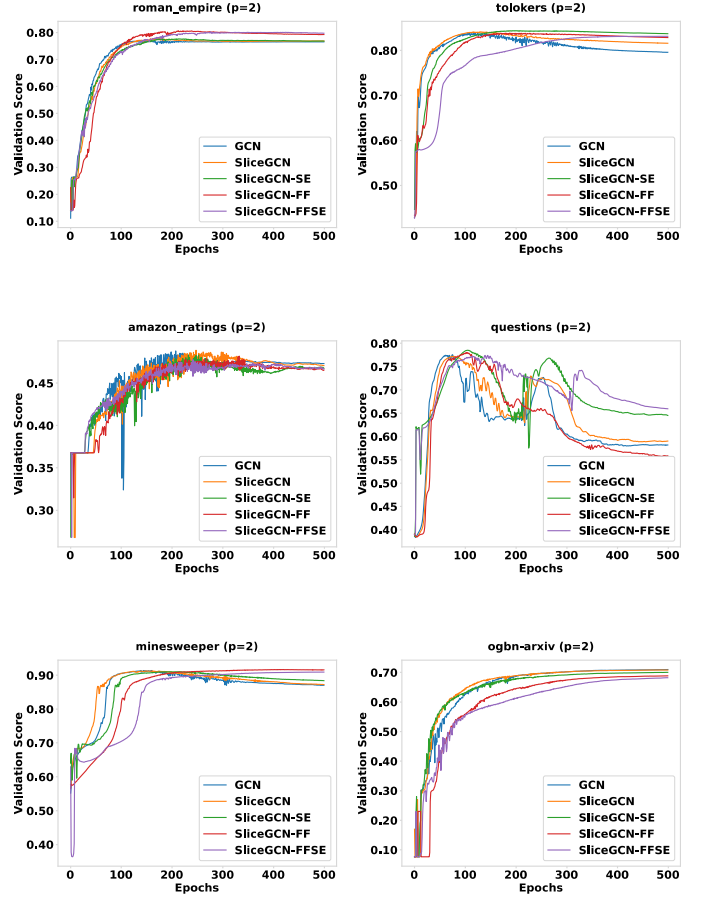 roman_empire (p=2)
Validation Score
0.80
0.70
0.60
0.50
0.40
0.30
0.20
0.10
GCN
SliceGCN
SliceGCN-SE
SliceGCN-FF
SliceGCN-FFSE
0 100 200 300 400 500
Epochs
tolokers (p=2)
Validation Score
0.80
0.70
0.60
0.50
GCN
SliceGCN
SliceGCN-SE
SliceGCN-FF
SliceGCN-FFSE
0 100 200 300 400 500
Epochs
amazon_ratings (p=2)
Validation Score
0.45
0.40
0.35
0.30
GCN
SliceGCN
SliceGCN-SE
SliceGCN-FF
SliceGCN-FFSE
0 100 200 300 400 500
Epochs
questions (p=2)
Validation Score
0.80
0.75
0.70
0.65
0.60
0.55
0.50
0.45
0.40
GCN
SliceGCN
SliceGCN-SE
SliceGCN-FF
SliceGCN-FFSE
0 100 200 300 400 500
Epochs
minesweeper (p=2)
Validation Score
0.90
0.80
0.70
0.60
0.50
0.40
GCN
SliceGCN
SliceGCN-SE
SliceGCN-FF
SliceGCN-FFSE
0 100 200 300 400 500
Epochs
ogbn-arxiv (p=2)
Validation Score
0.70
0.60
0.50
0.40
0.30
0.20
0.10
GCN
SliceGCN
SliceGCN-SE
SliceGCN-FF
SliceGCN-FFSE
0 100 200 300 400 500
Epochs